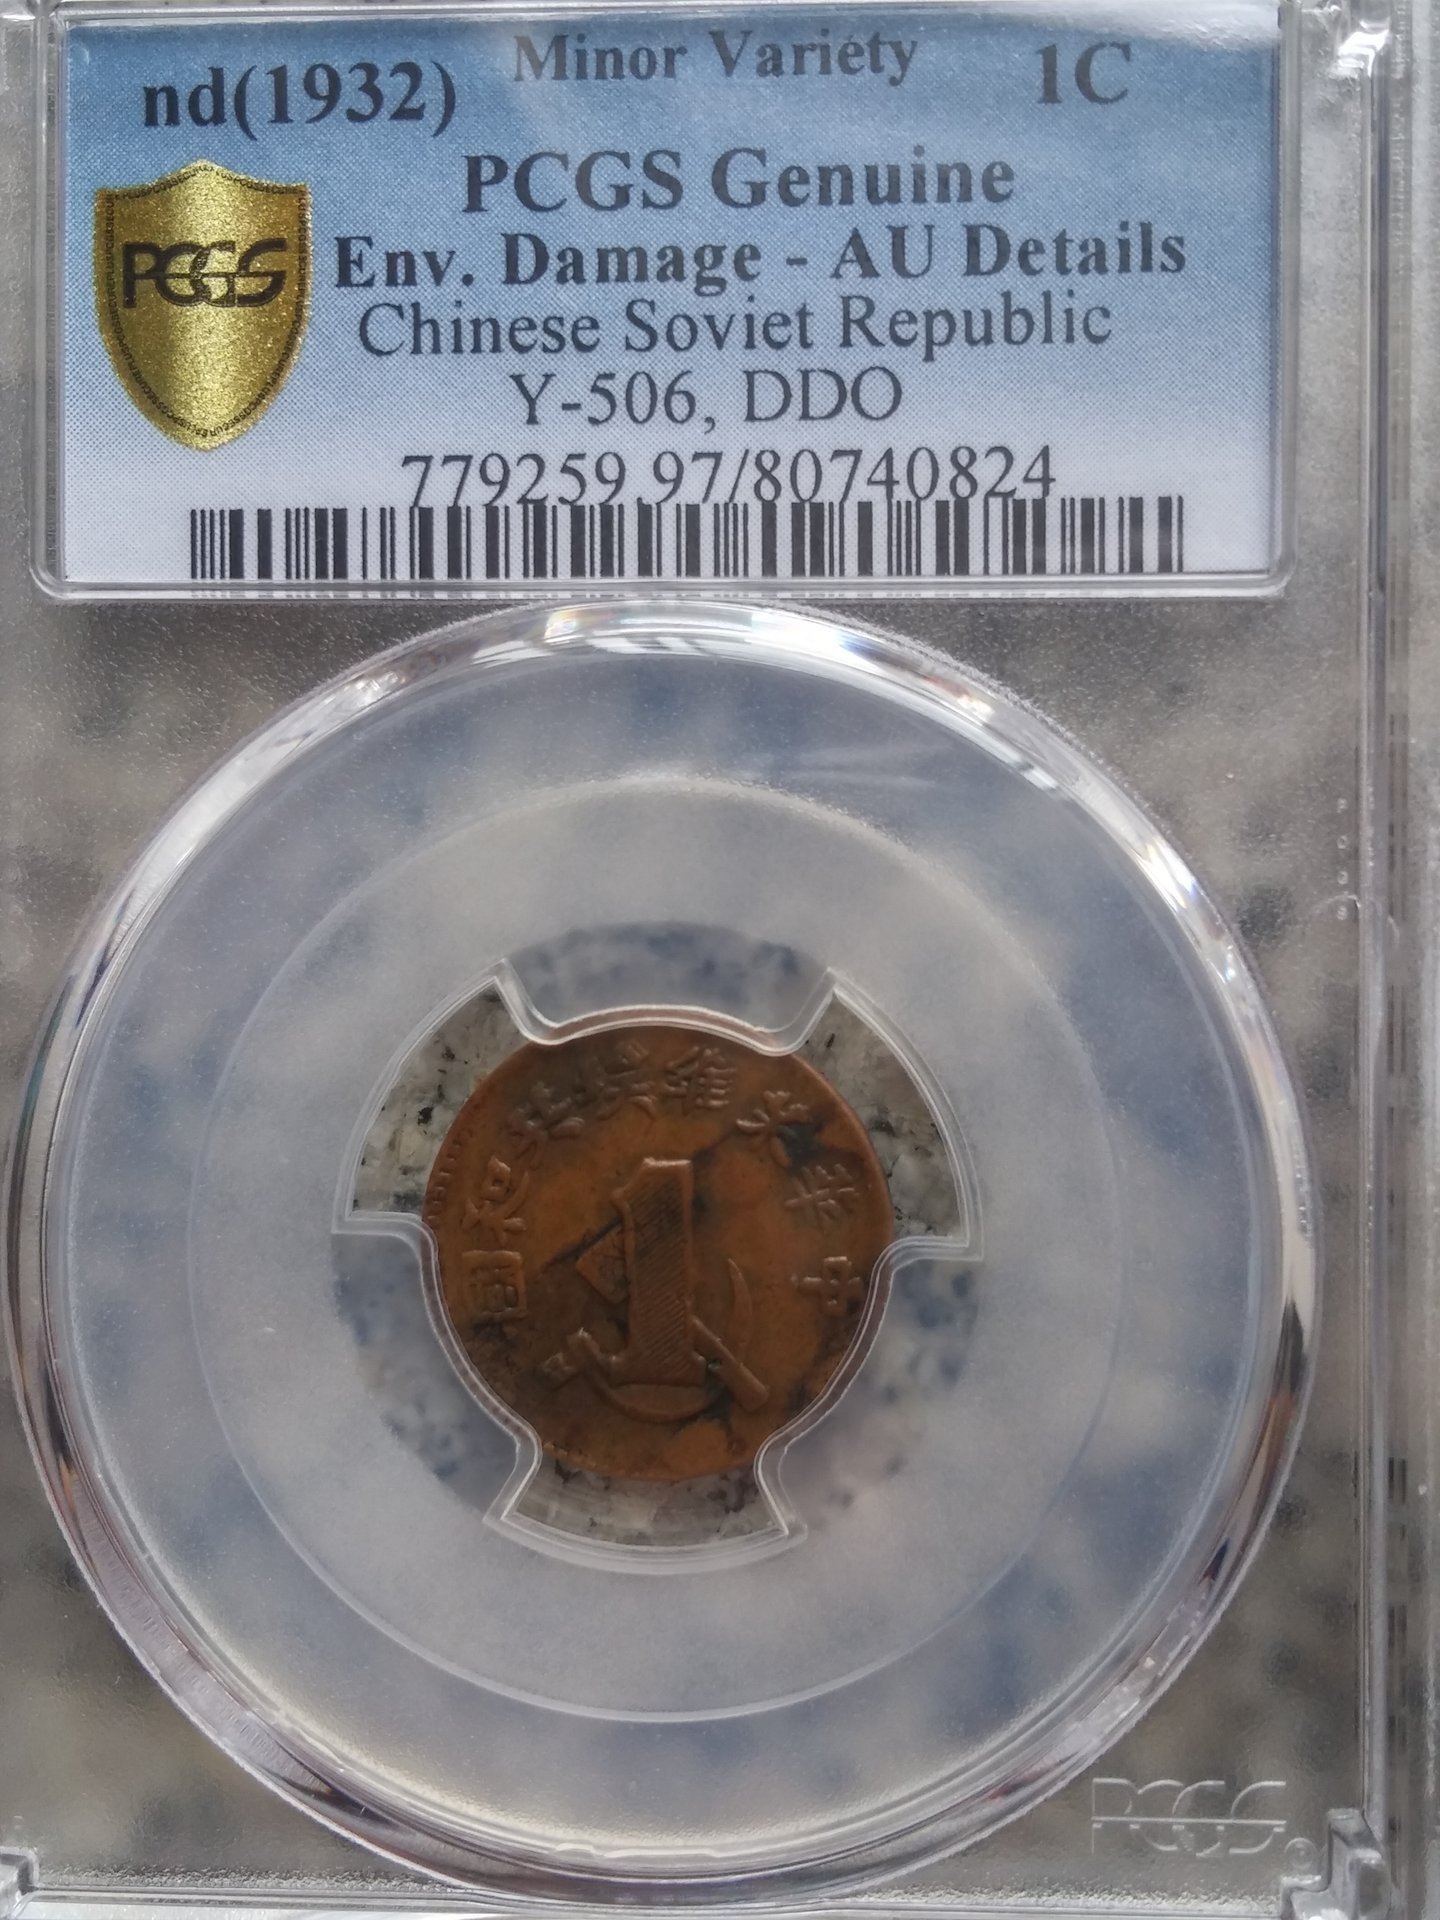 nd(1932) Minor Variety 1C
PCGS Genuine
Env. Damage - AU Details
Chinese Soviet Republic
Y-506, DDO
779259.97/80740824
PCGS
國和共埃維蘇華中
1
PCGS